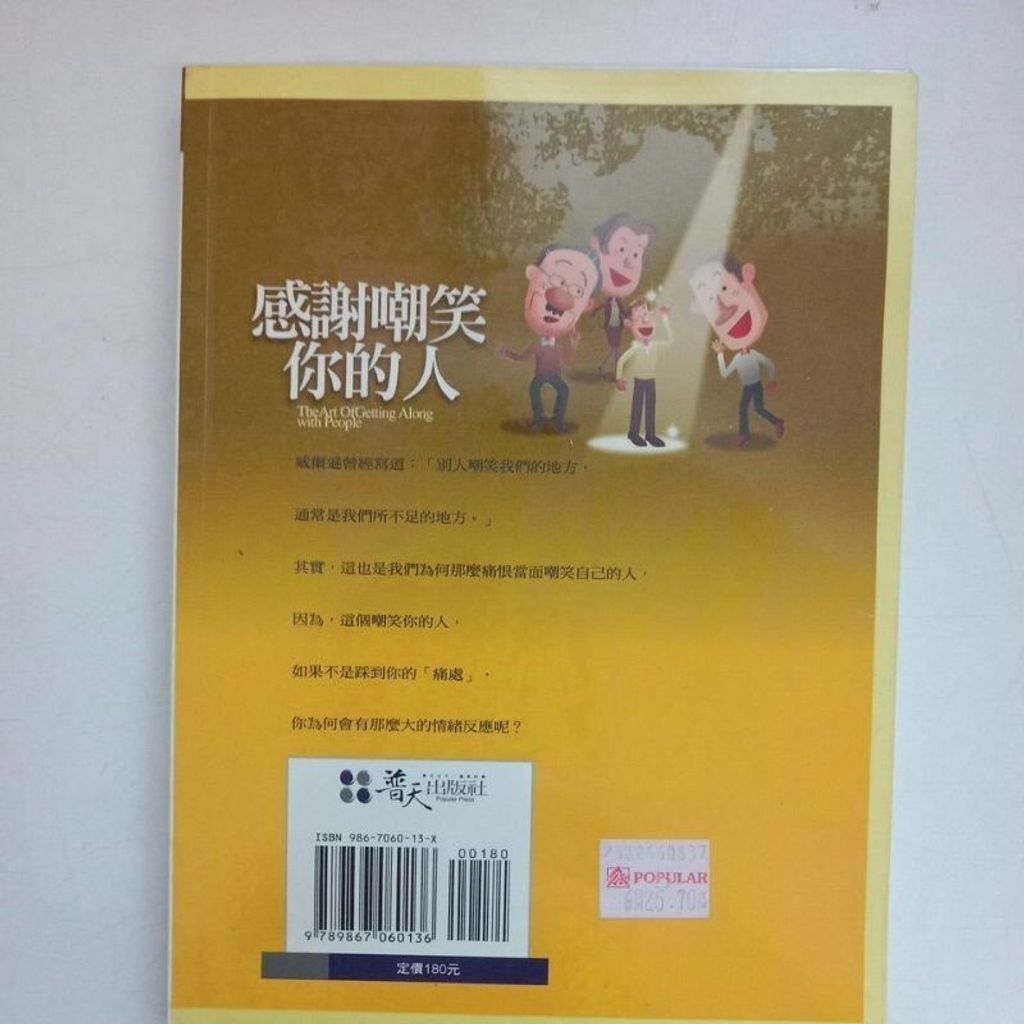 感謝嘲笑
你的人
The Art Of Getting Along
with People
威爾遜曾經寫道：「別人嘲笑我們的地方，
通常是我們所不足的地方。」
其實，這也是我們為何那麼痛恨當面嘲笑自己的人，
因為，這個嘲笑你的人，
如果不是踩到你的「痛處」，
你為何會有那麼大的情緒反應呢？
普天出版社
Popular Press
ISBN 986-7060-13-X
00180
9 789867 060136
定價180元
POPULAR